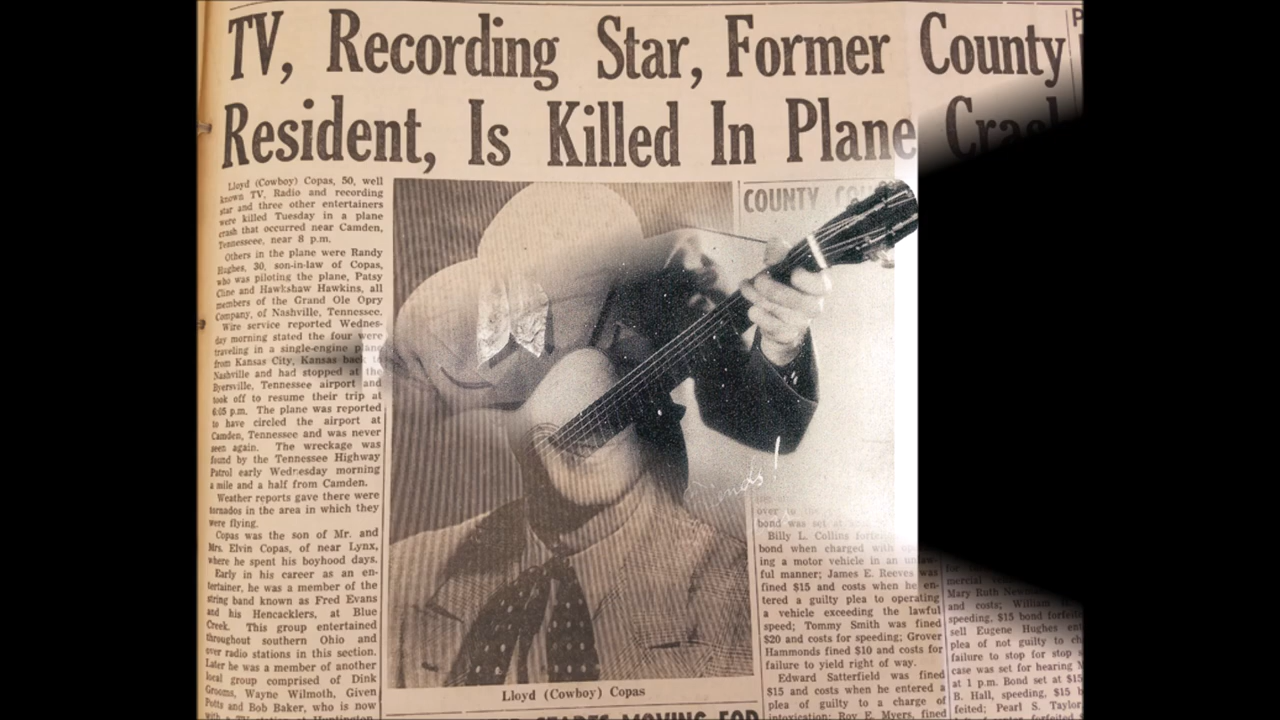 TV, Recording Star, Former County
Resident, Is Killed In Plane Crash
Lloyd (Cowboy) Copas, 50, well
known TV, Radio and recording
star and three other entertainers
were killed Tuesday in a plane
crash that occurred near Camden,
Tennessee, near 8 p.m.
Others in the plane were Randy
Hughes, 30, son-in-law of Copas,
who was piloting the plane, Patsy
Cline and Hawkshaw Hawkins, all
members of the Grand Ole Opry
Company, of Nashville, Tennessee.
Wire service reported Wednes-
day morning stated the four were
traveling in a single-engine plane
from Kansas City, Kansas back to
Nashville and had stopped at the
Byersville, Tennessee airport and
took off to resume their trip at
6:05 p.m. The plane was reported
to have circled the airport at
Camden, Tennessee and was never
seen again. The wreckage was
found by the Tennessee Highway
Patrol early Wednesday morning
a mile and a half from Camden.
Weather reports gave there were
tornados in the area in which they
were flying.
Copas was the son of Mr. and
Mrs. Elvin Copas, of near Lynx,
where he spent his boyhood days.
Early in his career as an en-
tertainer, he was a member of the
string band known as Fred Evans
and his Hencacklers, at Blue
Creek. This group entertained
throughout southern Ohio and
over radio stations in this section.
Later he was a member of another
local group comprised of Dink
Grooms, Wayne Wilmoth, Given
Potts and Bob Baker, who is now
Lloyd (Cowboy) Copas
MOVING FOR
COUNTY
over to the
bond was set at
Billy L. Collins
bond when charged with
ing a motor vehicle in an
ful manner; James E. Reeves was
fined $15 and costs when he en-
tered a guilty plea to operating
a vehicle exceeding the lawful
speed; Tommy Smith was fined
$20 and costs for speeding; Grover
Hammonds fined $10 and costs for
failure to yield right of way.
Edward Satterfield was fined
$15 and costs when he entered a
plea of guilty to a charge of
intoxication; Roy E. Myers, fined
Mary Ruth
and costs; William
speeding, $15 bond
sell Eugene Hughes
plea of not guilty to
failure to stop for stop
case was set for hearing
at 1 p.m. Bond set at $15
B. Hall, speeding, $15
feited; Pearl S. Taylor